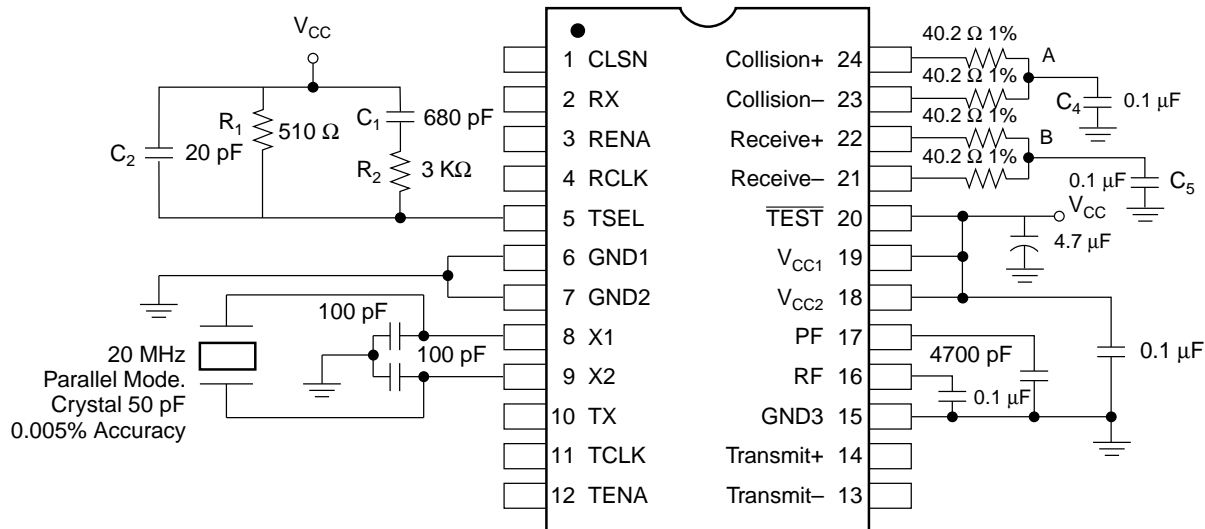 V_CC
C_2
20 pF
R_1
510 Ω
C_1
680 pF
R_2
3 KΩ
20 MHz
Parallel Mode.
Crystal 50 pF
0.005% Accuracy
100 pF
100 pF
1 CLSN
2 RX
3 RENA
4 RCLK
5 TSEL
6 GND1
7 GND2
8 X1
9 X2
10 TX
11 TCLK
12 TENA
Collision+ 24
Collision– 23
Receive+ 22
Receive– 21
TEST 20
V_CC1 19
V_CC2 18
PF 17
RF 16
GND3 15
Transmit+ 14
Transmit– 13
40.2 Ω 1%
A
40.2 Ω 1%
C_4
0.1 µF
40.2 Ω 1%
B
40.2 Ω 1%
0.1 µF
C_5
V_CC
4.7 µF
4700 pF
0.1 µF
0.1 µF